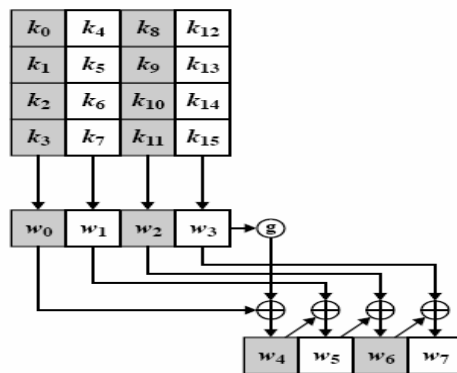 k₀ k₄ k₈ k₁₂
k₁ k₅ k₉ k₁₃
k₂ k₆ k₁₀ k₁₄
k₃ k₇ k₁₁ k₁₅
w₀ w₁ w₂ w₃ g
w₄ w₅ w₆ w₇